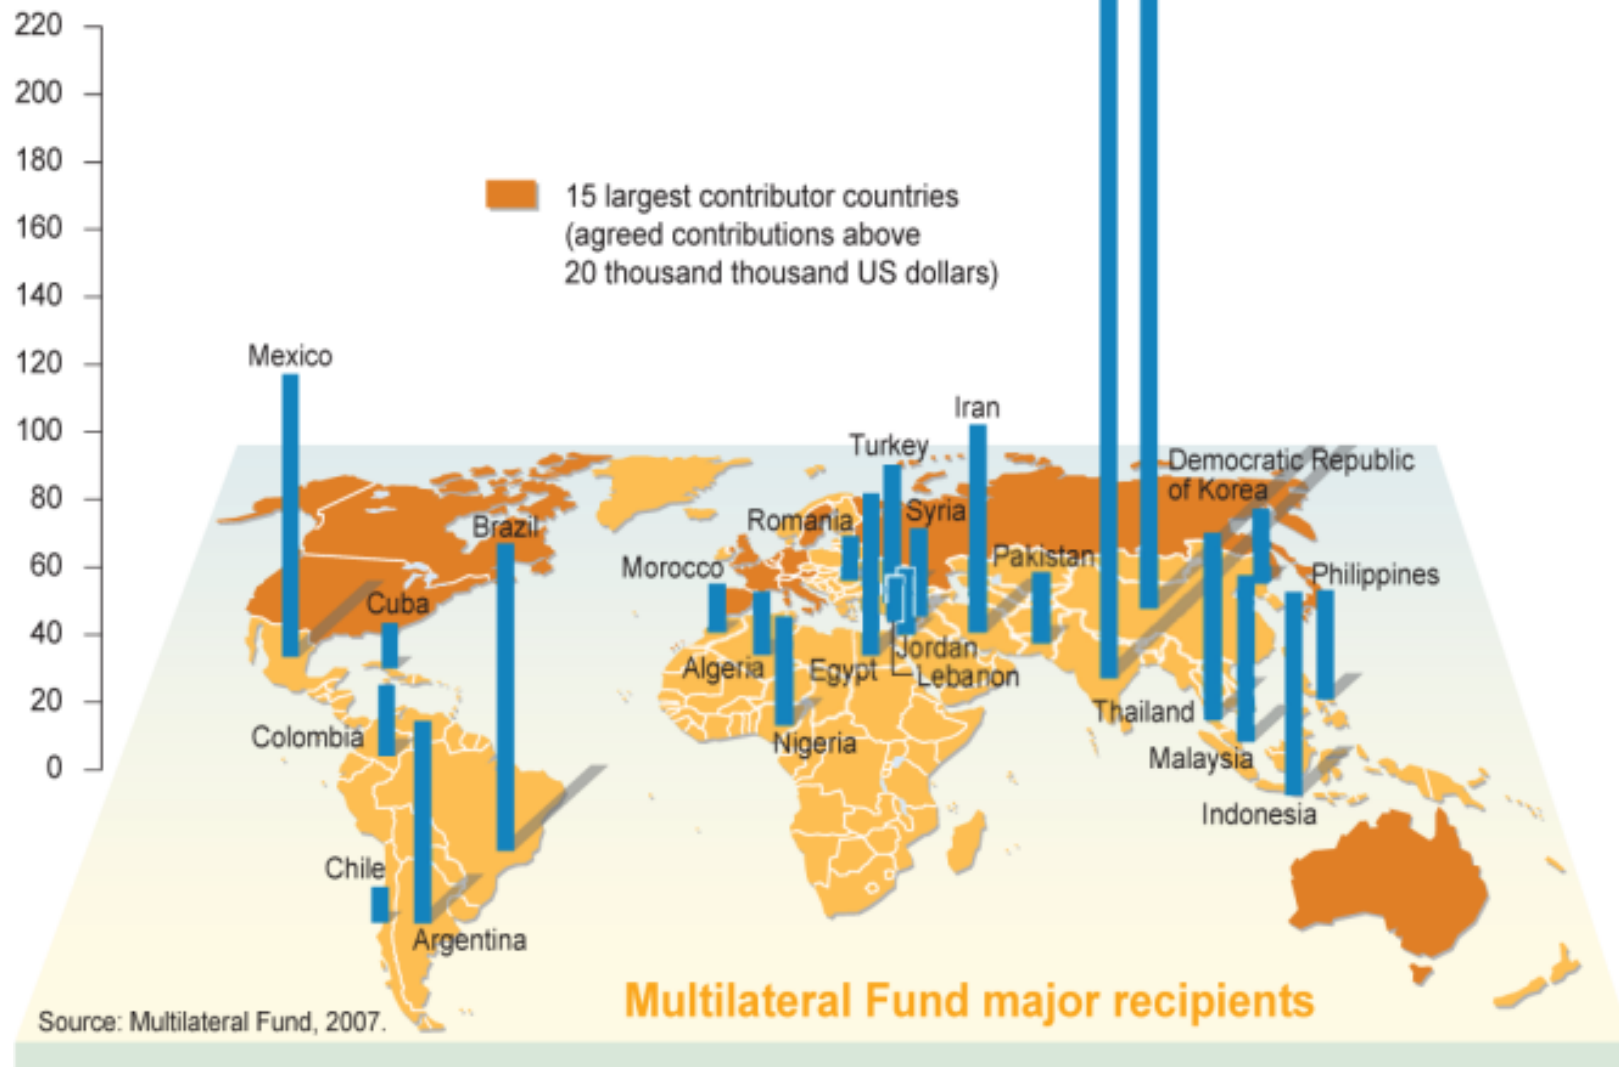 220
200
180
160
140
120
100
80
60
40
20
0
15 largest contributor countries
(agreed contributions above
20 thousand thousand US dollars)
Mexico
Iran
Turkey
Democratic Republic
of Korea
Brazil
Romania
Syria
Morocco
Pakistan
Philippines
Cuba
Algeria
Egypt
Jordan
Lebanon
Colombia
Nigeria
Thailand
Malaysia
Indonesia
Chile
Argentina
Multilateral Fund major recipients
Source: Multilateral Fund, 2007.